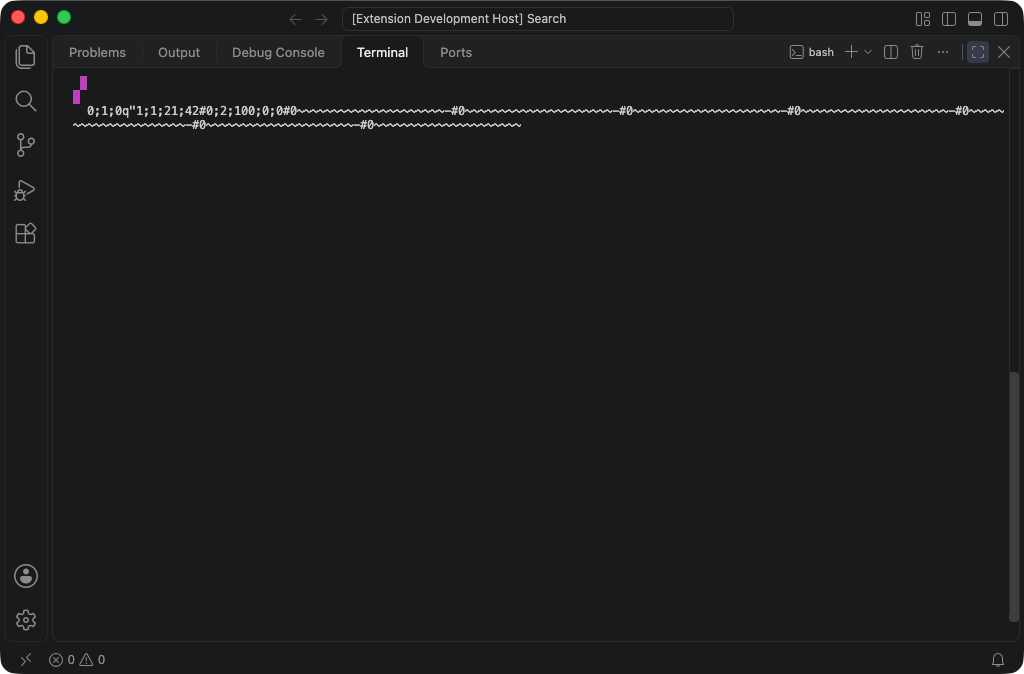 [Extension Development Host] Search
Problems
Output
Debug Console
Terminal
Ports
bash
0;1;0q"1;1;21;42#0;2;100;0;0#0~~~~~~~~~~~~~~~~~~~~~-#0~~~~~~~~~~~~~~~~~~~~~-#0~~~~~~~~~~~~~~~~~~~~~-#0~~~~~~~~~~~~~~~~~~~~~-#0~~~~~
~~~~~~~~~~~~~~~~-#0~~~~~~~~~~~~~~~~~~~~~-#0~~~~~~~~~~~~~~~~~~~~~
0
0